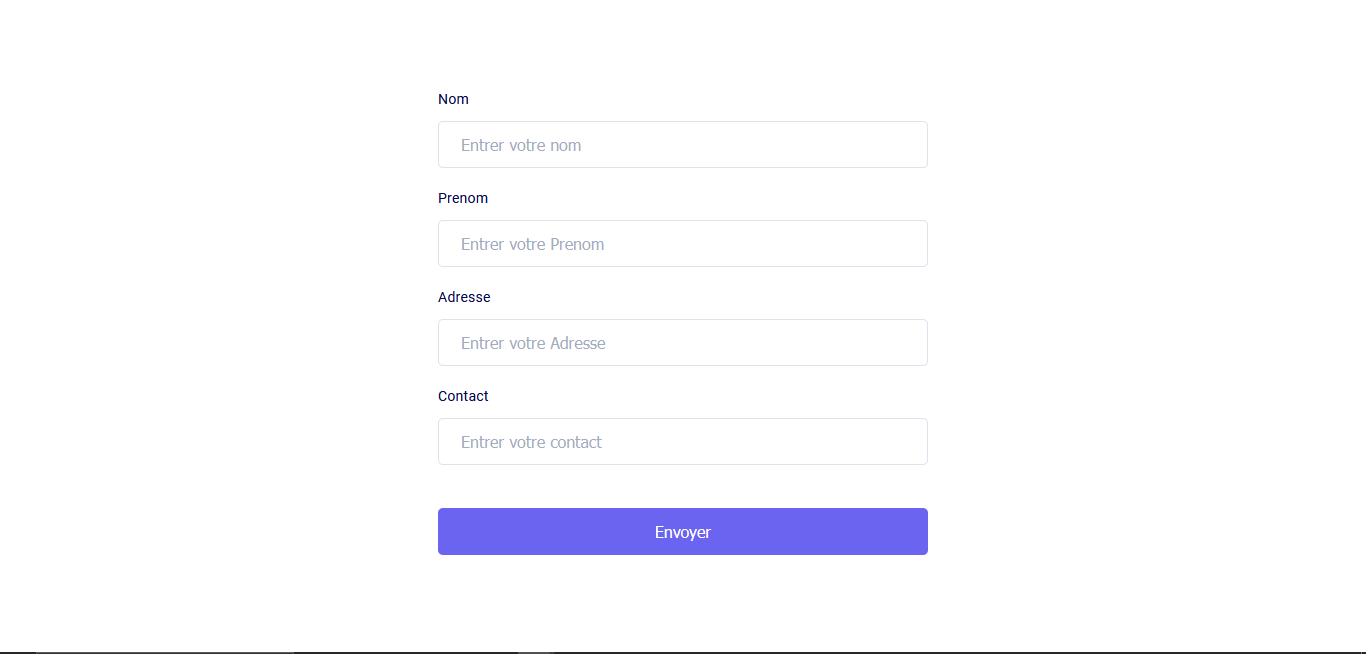 Nom
Entrer votre nom
Prenom
Entrer votre Prenom
Adresse
Entrer votre Adresse
Contact
Entrer votre contact
Envoyer